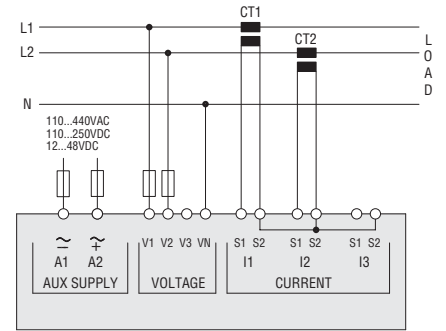 CT1
L1
CT2
L2
LOAD
N
110...440VAC
110...250VDC
12...48VDC
V1 V2 V3 VN S1 S2 S1 S2 S1 S2
A1 A2 I1 I2 I3
AUX SUPPLY VOLTAGE CURRENT